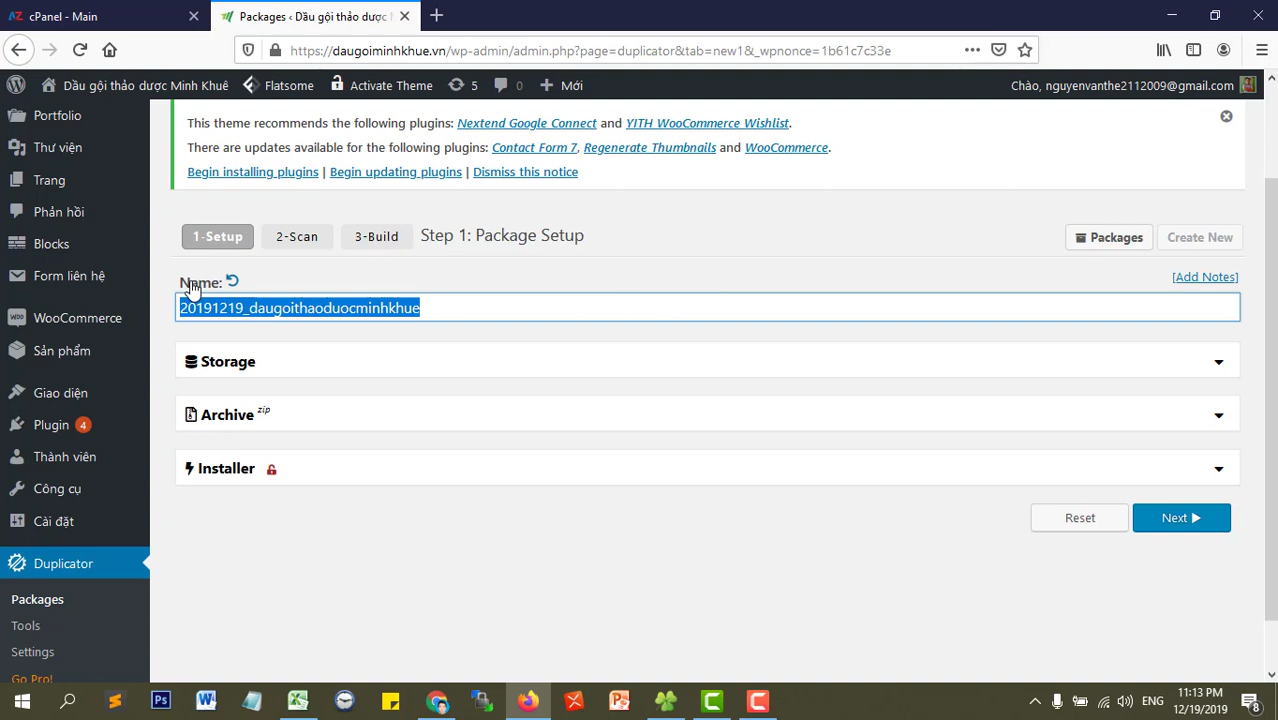 cPanel - Main
Packages ‹ Dầu gội thảo dược M
https://daugoiminhkhue.vn/wp-admin/admin.php?page=duplicator&tab=new1&_wpnonce=1b61c7c33e
Dầu gội thảo dược Minh Khuê
Flatsome
Activate Theme
5
0
Mới
Chào, nguyenvanthe2112009@gmail.com
Portfolio
Thư viện
Trang
Phản hồi
Blocks
Form liên hệ
WooCommerce
Sản phẩm
Giao diện
Plugin 4
Thành viên
Công cụ
Cài đặt
Duplicator
Packages
Tools
Settings
Go Pro!
This theme recommends the following plugins: Nextend Google Connect and YITH WooCommerce Wishlist.
There are updates available for the following plugins: Contact Form 7, Regenerate Thumbnails and WooCommerce.
Begin installing plugins | Begin updating plugins | Dismiss this notice
1-Setup
2-Scan
3-Build
Step 1: Package Setup
Packages
Create New
Name:
[Add Notes]
20191219_daugoithaoduocminhkhue
Storage
Archive zip
Installer
Reset
Next
ENG
11:13 PM
12/19/2019
8